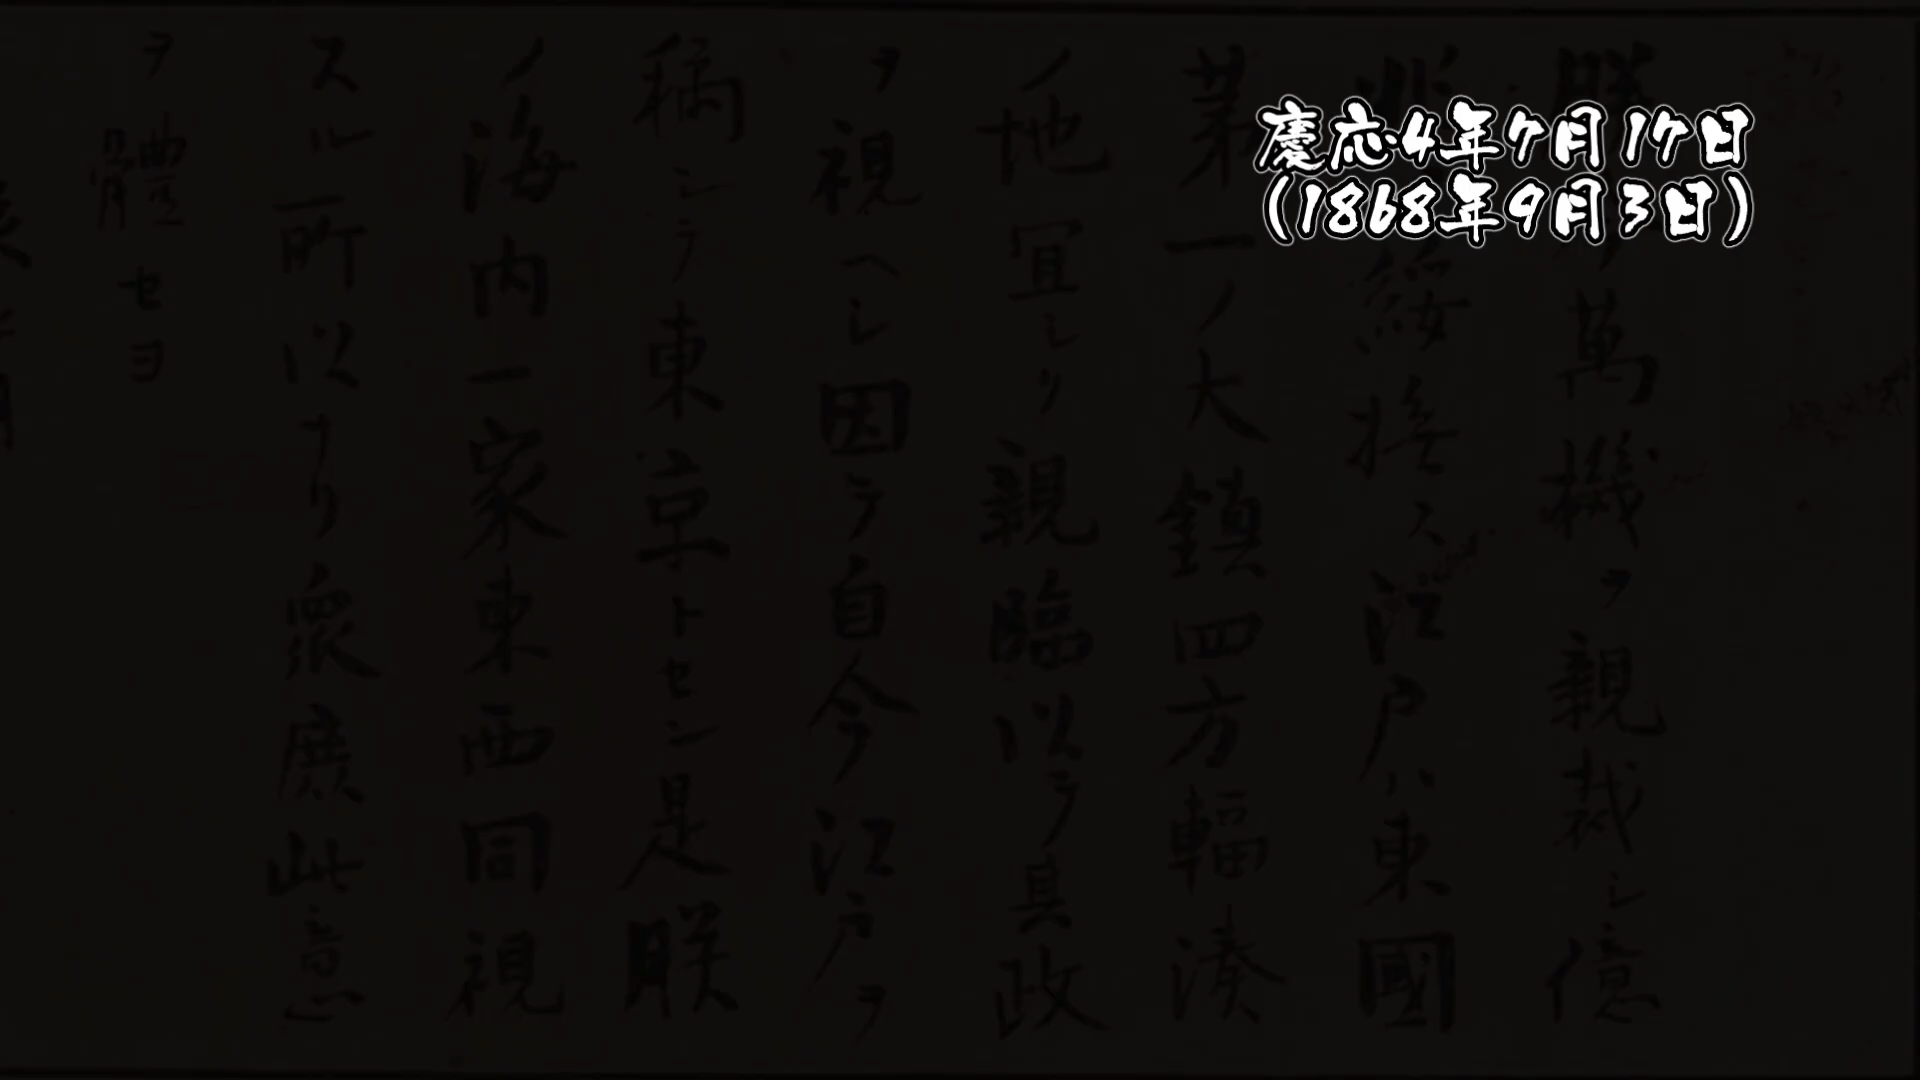 慶応4年7月17日
(1868年9月3日)
朕今萬機ヲ親裁シ億
兆ヲ綏撫ス江戸ハ東國
第一ノ大鎮四方輻湊
ノ地宜シク親臨以テ其政
ヲ視ヘシ因テ自今江戸ヲ
稱シテ東京トセン是朕
ノ海内一家東西同視
スル所以ナリ衆庶此意
ヲ體セヨ